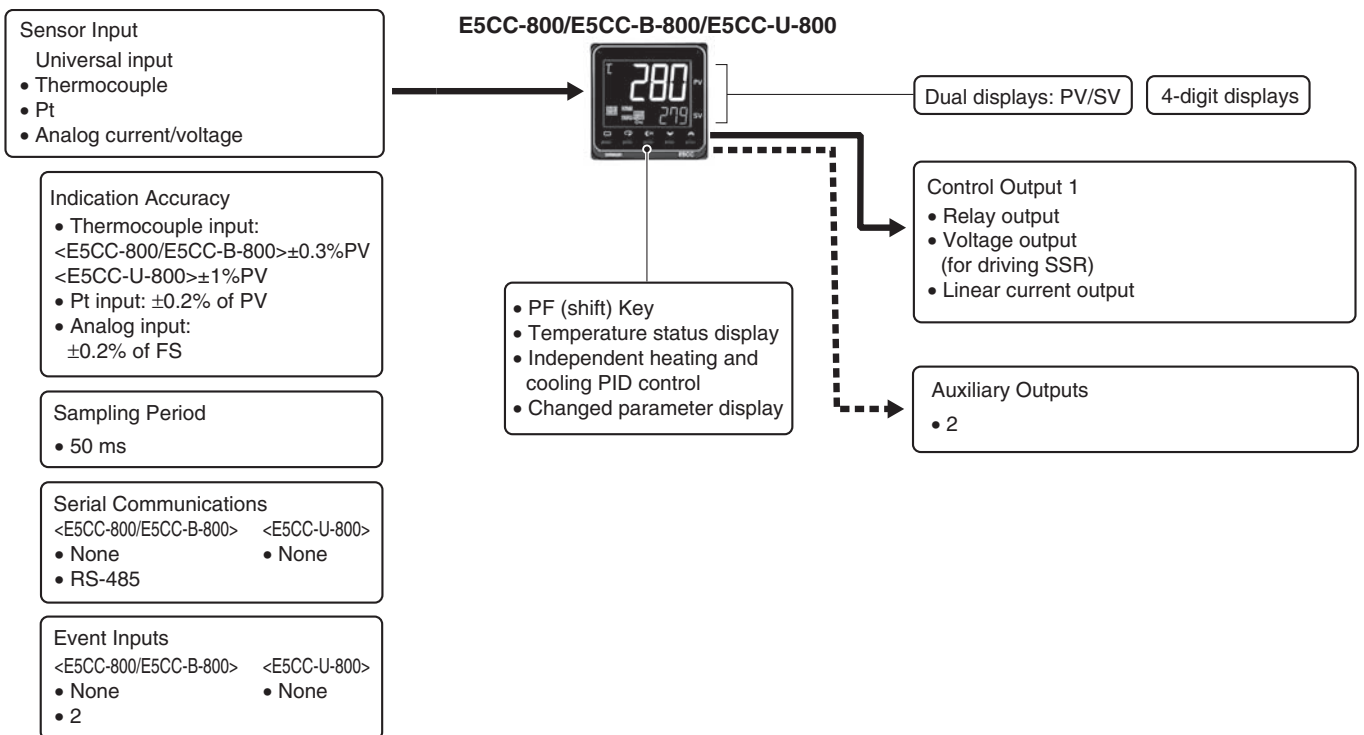 E5CC-800/E5CC-B-800/E5CC-U-800
Sensor Input
Universal input
• Thermocouple
• Pt
• Analog current/voltage
Indication Accuracy
• Thermocouple input:
<E5CC-800/E5CC-B-800>±0.3%PV
<E5CC-U-800>±1%PV
• Pt input: ±0.2% of PV
• Analog input:
±0.2% of FS
Sampling Period
• 50 ms
Serial Communications
<E5CC-800/E5CC-B-800> <E5CC-U-800>
• None • None
• RS-485
Event Inputs
<E5CC-800/E5CC-B-800> <E5CC-U-800>
• None • None
• 2
280 PV
279 SV
E5CC
• PF (shift) Key
• Temperature status display
• Independent heating and
cooling PID control
• Changed parameter display
Dual displays: PV/SV 4-digit displays
Control Output 1
• Relay output
• Voltage output
(for driving SSR)
• Linear current output
Auxiliary Outputs
• 2